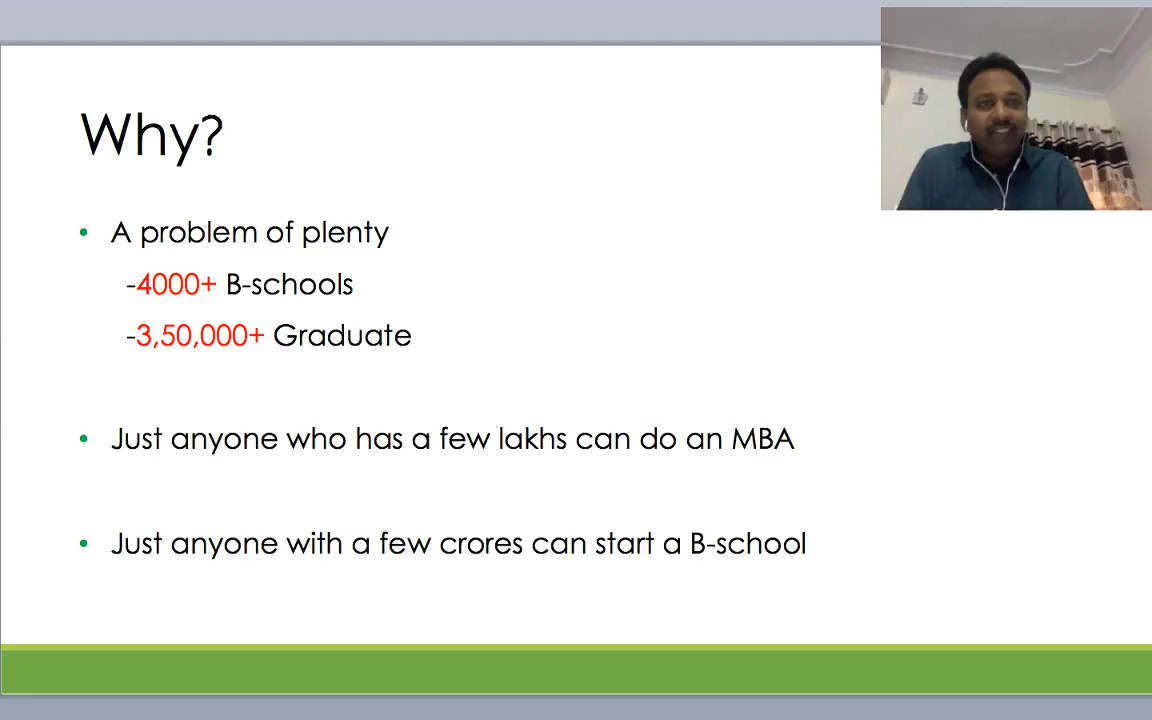 Why?
• A problem of plenty
-4000+ B-schools
-3,50,000+ Graduate
• Just anyone who has a few lakhs can do an MBA
• Just anyone with a few crores can start a B-school